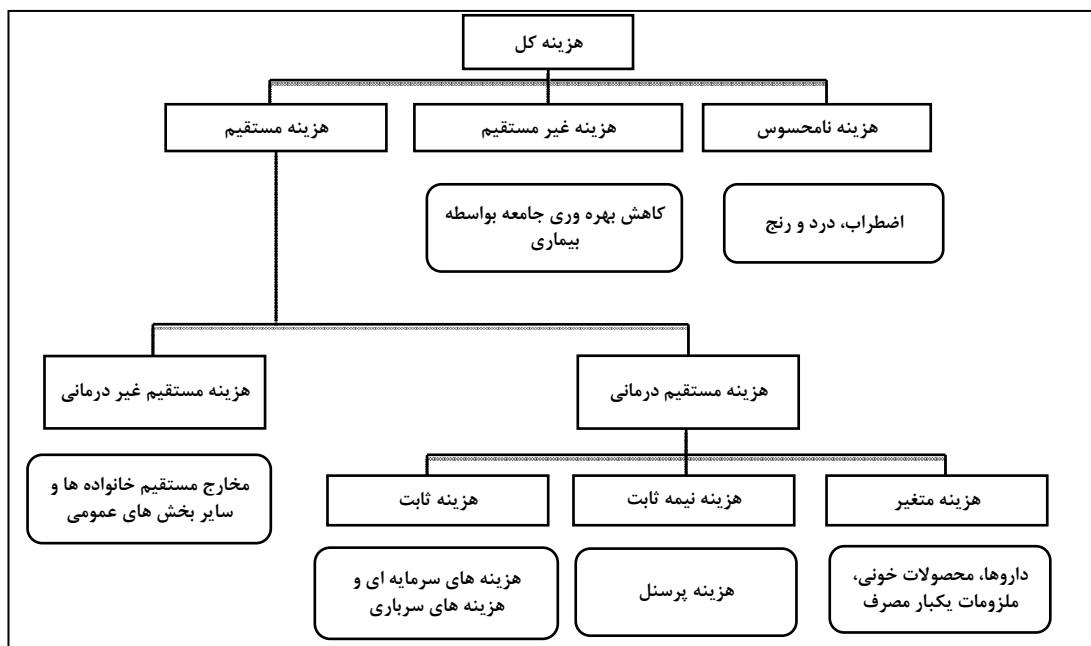 هزینه کل
هزینه نامحسوس
هزینه غیر مستقیم
هزینه مستقیم
اضطراب، درد و رنج
کاهش بهره وری جامعه بواسطه
بیماری
هزینه مستقیم درمانی
هزینه مستقیم غیر درمانی
هزینه متغیر
هزینه نیمه ثابت
هزینه ثابت
مخارج مستقیم خانواده ها و
سایر بخش های عمومی
داروها، محصولات خونی،
ملزومات یکبار مصرف
هزینه پرسنل
هزینه های سرمایه ای و
هزینه های سرباری